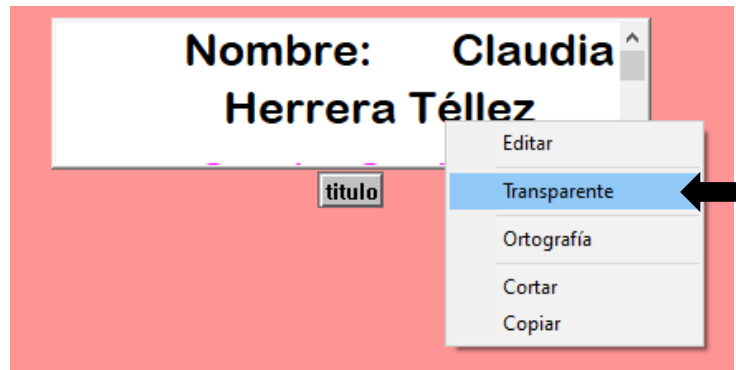 Nombre: Claudia
Herrera Téllez
titulo
Editar
Transparente
Ortografía
Cortar
Copiar